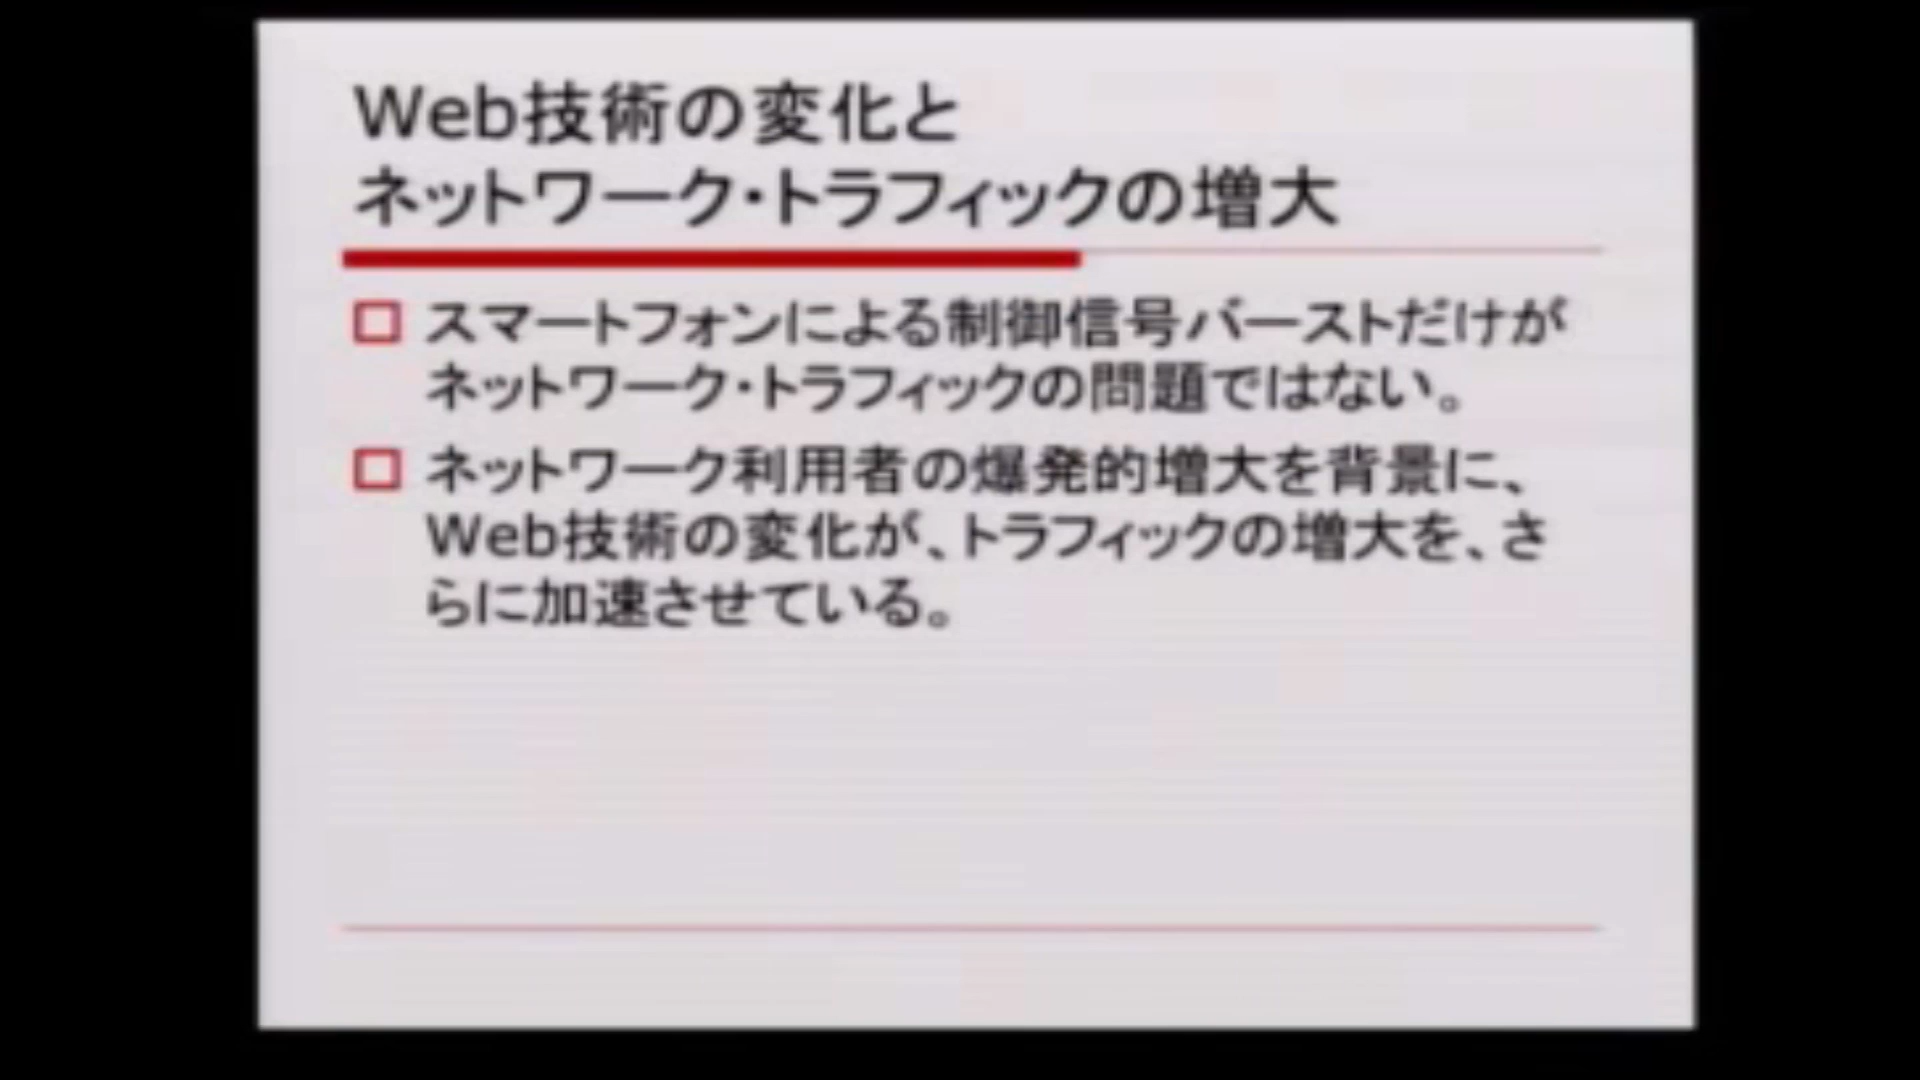 Web技術の変化と
ネットワーク・トラフィックの増大
スマートフォンによる制御信号バーストだけが
ネットワーク・トラフィックの問題ではない。
ネットワーク利用者の爆発的増大を背景に、
Web技術の変化が、トラフィックの増大を、さ
らに加速させている。